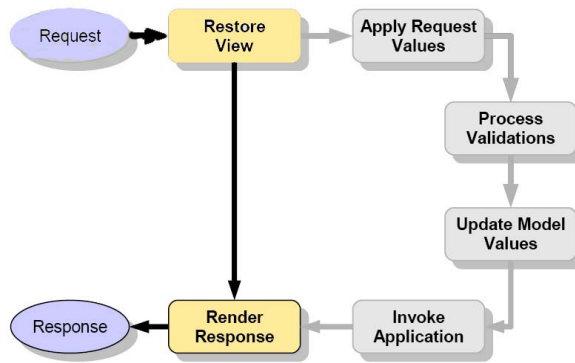 Request
Restore
View
Apply Request
Values
Process
Validations
Update Model
Values
Invoke
Application
Render
Response
Response